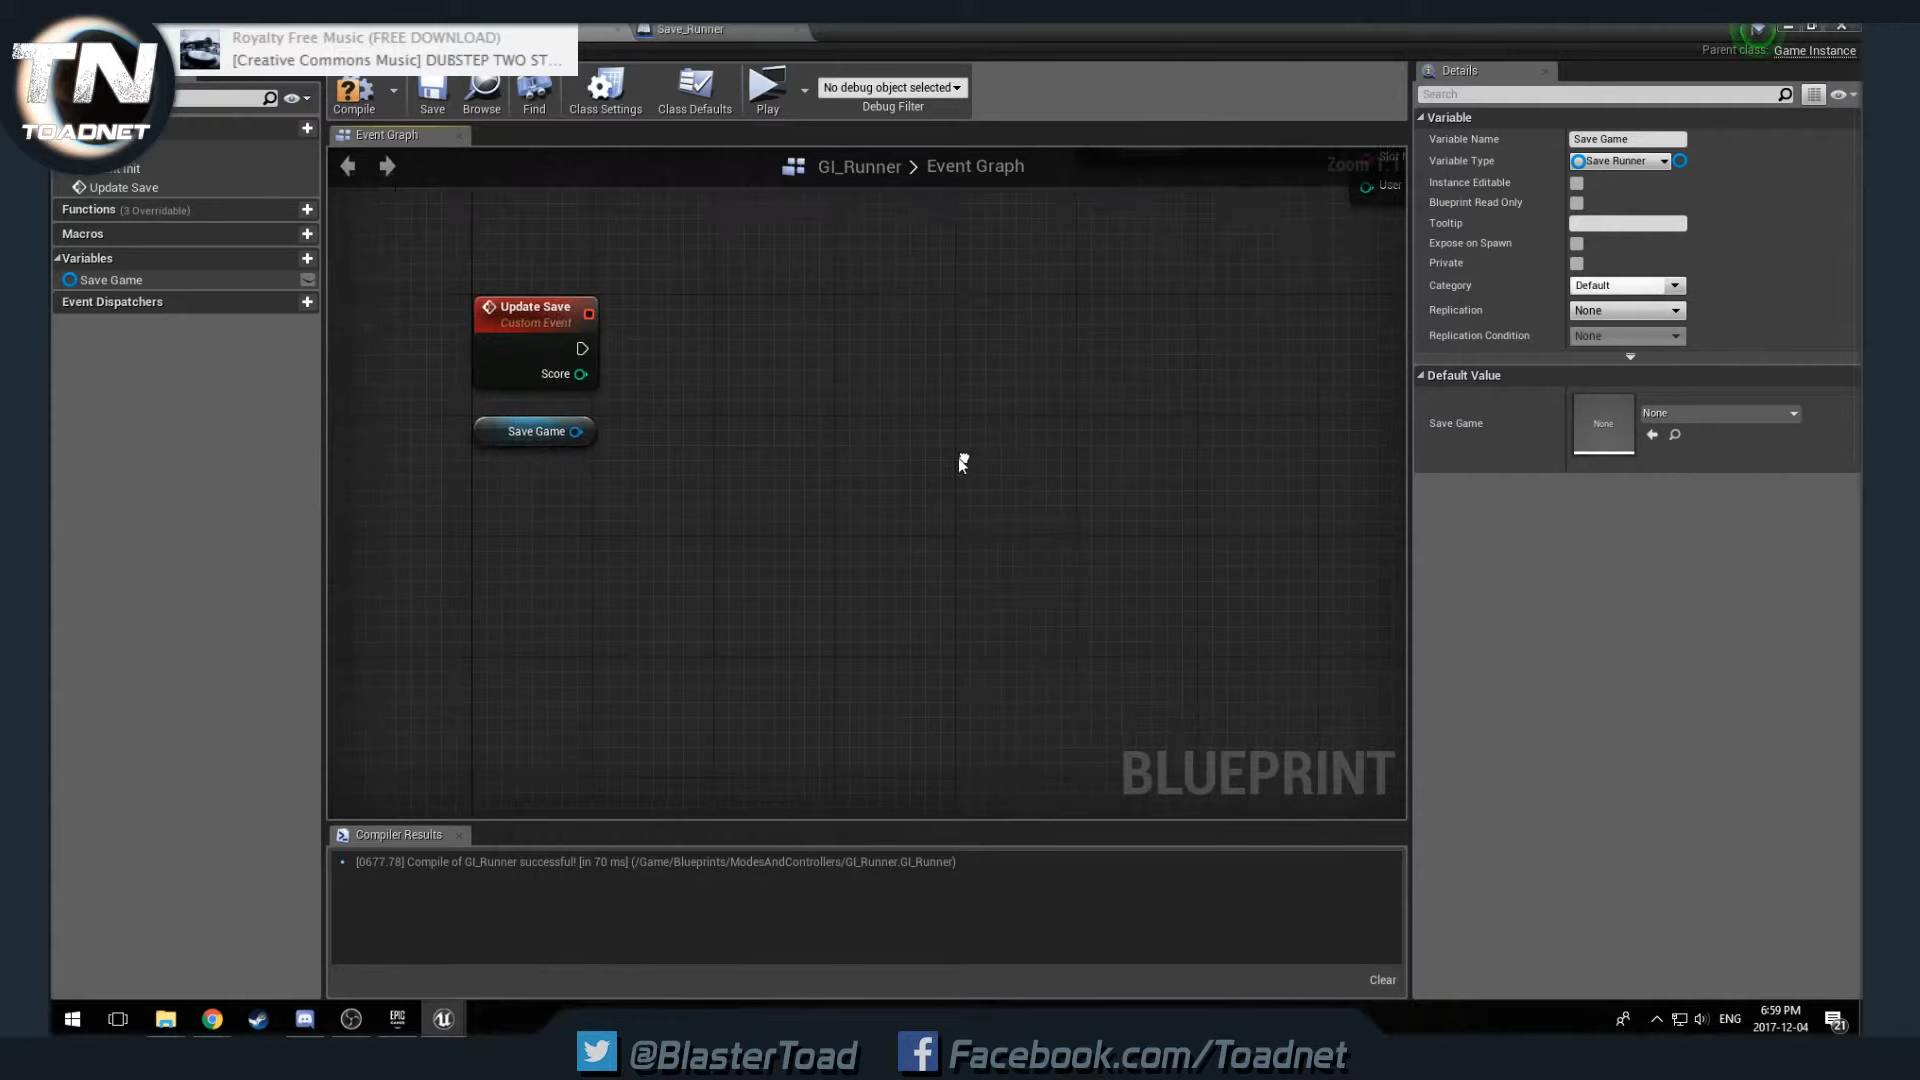 Royalty Free Music (FREE DOWNLOAD)
[Creative Commons Music] DUBSTEP TWO ST...
TN
TOADNET
Save_Runner
Parent class: Game Instance
Compile
Save
Browse
Find
Class Settings
Class Defaults
Play
No debug object selected
Debug Filter
Event Graph
GI_Runner > Event Graph
Zoom 1:1
User
Update Save
Functions (3 Overridable)
Macros
Variables
Save Game
Event Dispatchers
Update Save
Custom Event
Score
Save Game
BLUEPRINT
Compiler Results
[0677.78] Compile of GI_Runner successful! [in 70 ms] (/Game/Blueprints/ModesAndControllers/GI_Runner.GI_Runner)
Clear
Details
Search
Variable
Variable Name
Save Game
Variable Type
Save Runner
Instance Editable
Blueprint Read Only
Tooltip
Expose on Spawn
Private
Category
Default
Replication
None
Replication Condition
None
Default Value
Save Game
None
None
EPIC
GAMES
ENG
6:59 PM
2017-12-04
21
@BlasterToad
Facebook.com/Toadnet